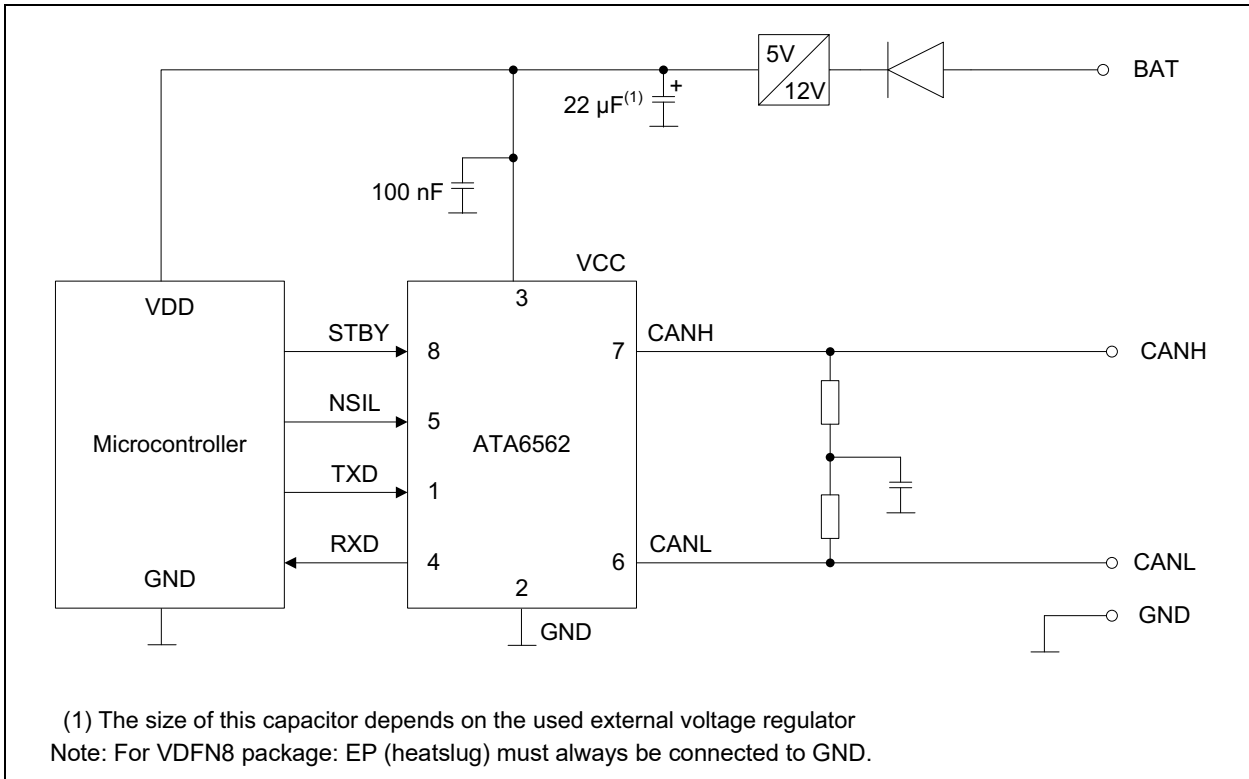 5V
12V
BAT
22 µF(1)
+
100 nF
VCC
VDD
3
STBY
8
7
CANH
CANH
NSIL
5
Microcontroller
ATA6562
TXD
1
RXD
4
CANL
6
CANL
GND
2
GND
GND
(1) The size of this capacitor depends on the used external voltage regulator
Note: For VDFN8 package: EP (heatslug) must always be connected to GND.